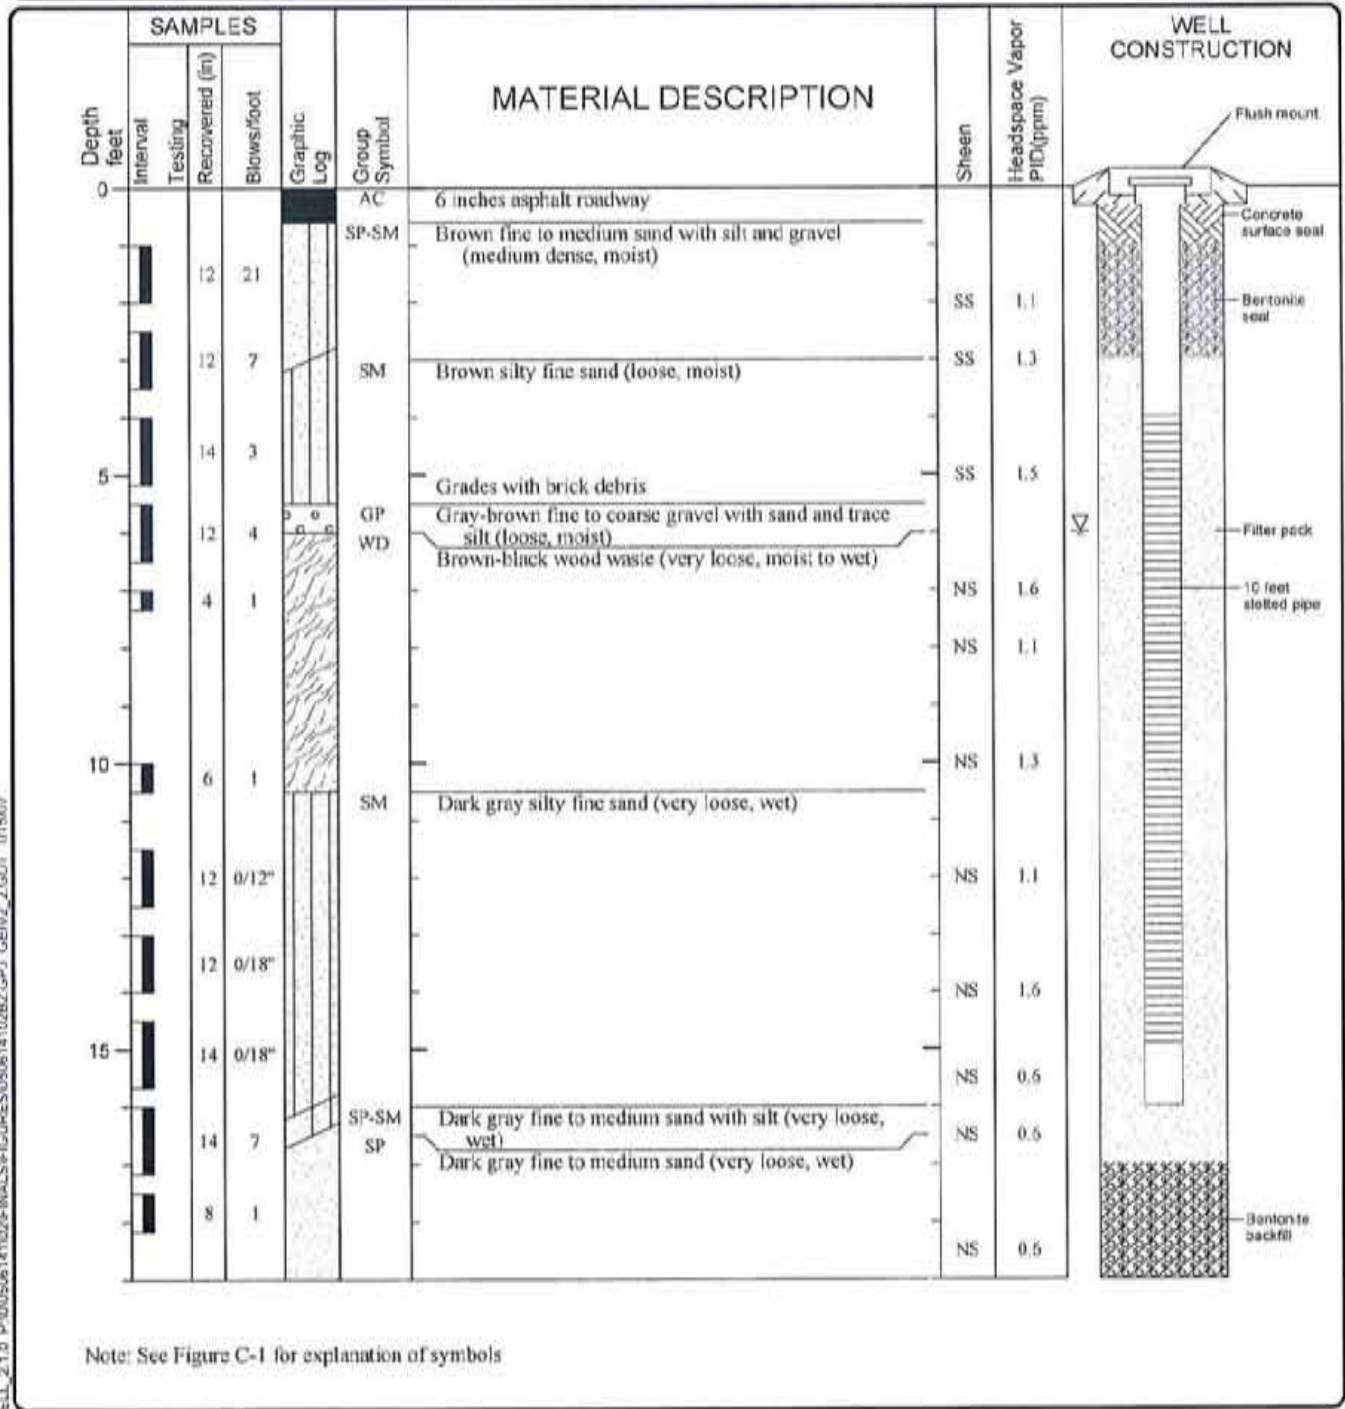 SAMPLES
Depth feet
Interval
Testing
Recovered (in)
Blows/foot
Graphic Log
Group Symbol
MATERIAL DESCRIPTION
Sheen
Headspace Vapor PID(ppm)
WELL CONSTRUCTION
Flush mount
0
AC
6 inches asphalt roadway
Concrete surface seal
SP-SM
Brown fine to medium sand with silt and gravel
(medium dense, moist)
12 21
SS 1.1
Bentonite seal
12 7
SS 1.3
SM
Brown silty fine sand (loose, moist)
14 3
5
SS 1.5
Grades with brick debris
GP
Gray-brown fine to coarse gravel with sand and trace
silt (loose, moist)
12 4
Filter pack
WD
Brown-black wood waste (very loose, moist to wet)
4 1
NS 1.6
10 feet slotted pipe
NS 1.1
10
6 1
NS 1.3
SM
Dark gray silty fine sand (very loose, wet)
12 0/12"
NS 1.1
12 0/18"
NS 1.6
15
14 0/18"
NS
SP-SM
Dark gray fine to medium sand with silt (very loose,
wet)
14 7
NS
SP
Dark gray fine to medium sand (very loose, wet)
8 1
NS
Bentonite backfill
Note: See Figure C-1 for explanation of symbols